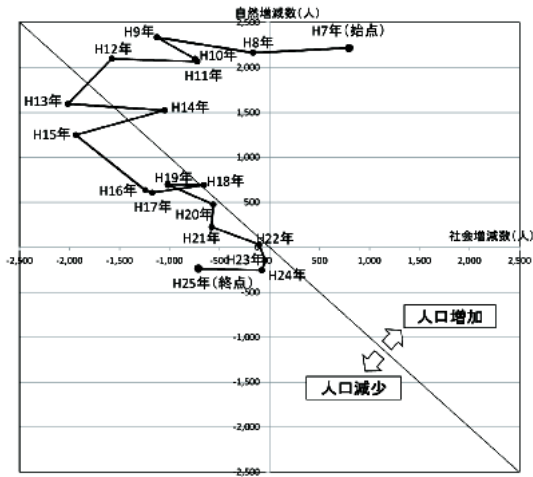 自然増減数(人)
2,500
H9年
H8年
H7年(始点)
H12年
2,000
H10年
H11年
H13年
1,500
H14年
H15年
1,000
H19年
H18年
H16年
H17年
500
H20年
H21年
H22年
社会増減数(人)
H23年
-2,500
-2,000
-1,500
-1,000
-500
0
500
1,000
1,500
2,000
2,500
H24年
H25年(終点)
-500
人口増加
-1,000
人口減少
-1,500
-2,000
-2,500